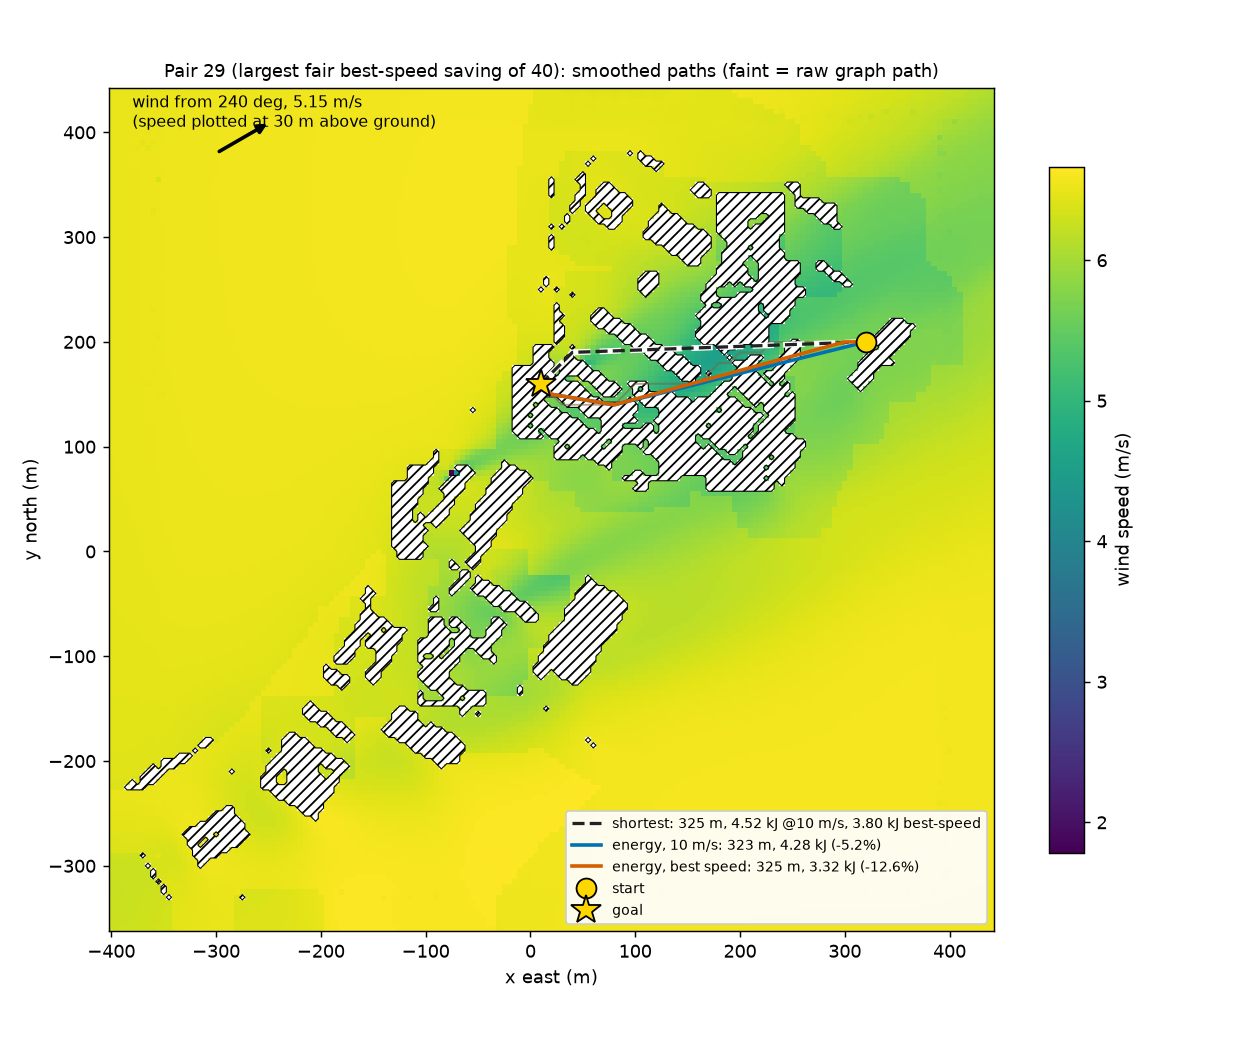 Pair 29 (largest fair best-speed saving of 40): smoothed paths (faint = raw graph path)
wind from 240 deg, 5.15 m/s
(speed plotted at 30 m above ground)
400
300
200
100
0
−100
−200
−300
y north (m)
−400
−300
−200
−100
0
100
200
300
400
x east (m)
shortest: 325 m, 4.52 kJ @10 m/s, 3.80 kJ best-speed
energy, 10 m/s: 323 m, 4.28 kJ (-5.2%)
energy, best speed: 325 m, 3.32 kJ (-12.6%)
start
goal
6
5
4
3
2
wind speed (m/s)